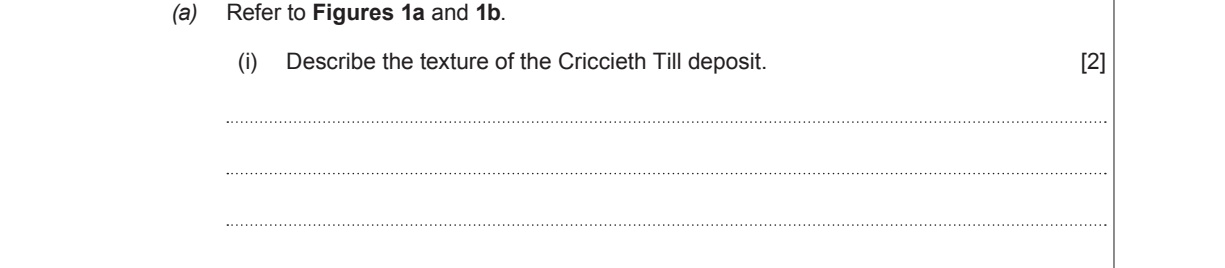 (a) Refer to Figures 1a and 1b.
(i) Describe the texture of the Criccieth Till deposit. [2]